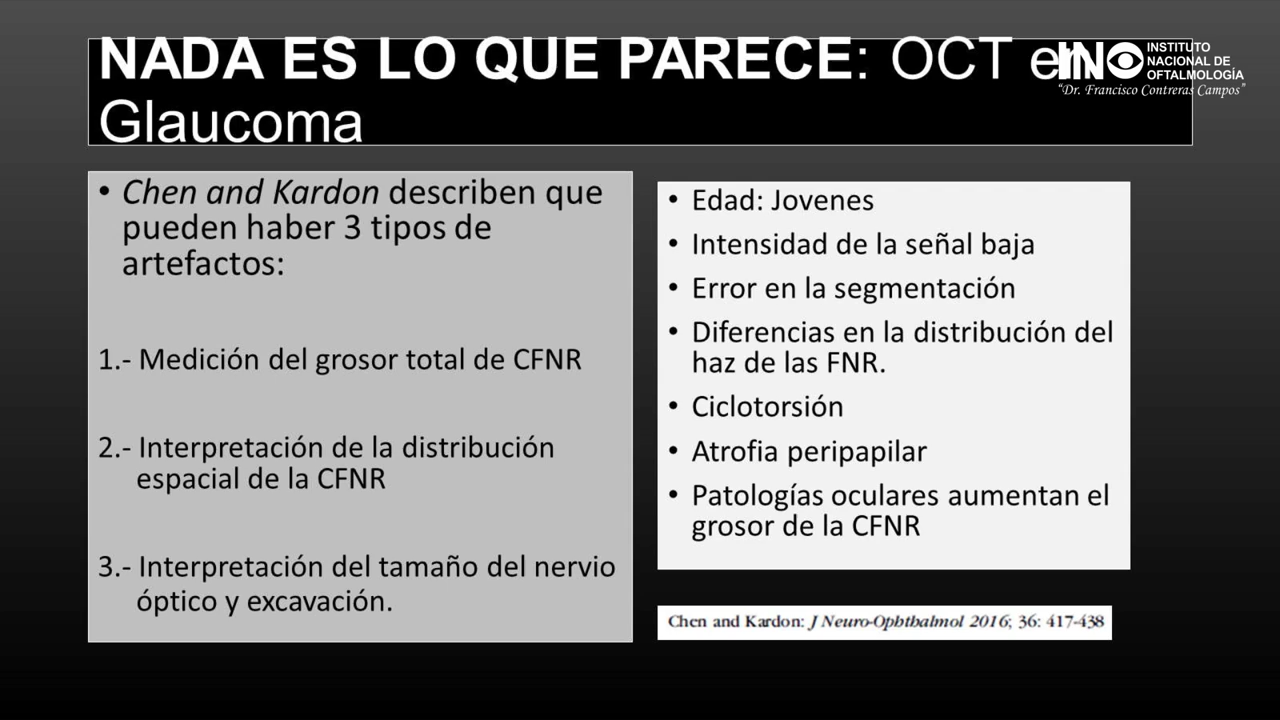 NADA ES LO QUE PARECE: OCT en
Glaucoma
INO
INSTITUTO
NACIONAL DE
OFTALMOLOGÍA
“Dr. Francisco Contreras Campos”
• Chen and Kardon describen que
pueden haber 3 tipos de
artefactos:
1.- Medición del grosor total de CFNR
2.- Interpretación de la distribución
espacial de la CFNR
3.- Interpretación del tamaño del nervio
óptico y excavación.
• Edad: Jovenes
• Intensidad de la señal baja
• Error en la segmentación
• Diferencias en la distribución del
haz de las FNR.
• Ciclotorsión
• Atrofia peripapilar
• Patologías oculares aumentan el
grosor de la CFNR
Chen and Kardon: J Neuro-Ophthalmol 2016; 36: 417-438